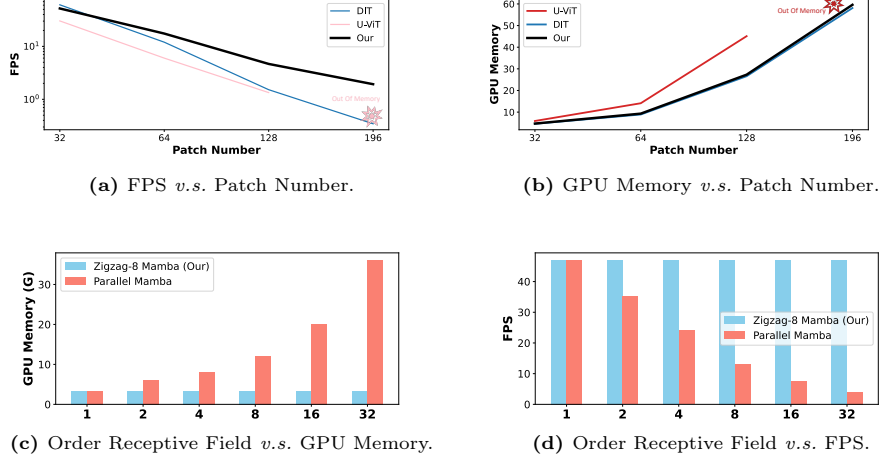 DIT
U-ViT
Our
10¹
10⁰
FPS
Out Of Memory
32
64
128
196
Patch Number
(a) FPS v.s. Patch Number.
60
50
40
30
20
10
GPU Memory
U-ViT
DIT
Our
Out Of Memory
32
64
128
196
Patch Number
(b) GPU Memory v.s. Patch Number.
30
20
10
0
GPU Memory (G)
Zigzag-8 Mamba (Our)
Parallel Mamba
1
2
4
8
16
32
(c) Order Receptive Field v.s. GPU Memory.
40
30
20
10
0
FPS
Zigzag-8 Mamba (Our)
Parallel Mamba
1
2
4
8
16
32
(d) Order Receptive Field v.s. FPS.